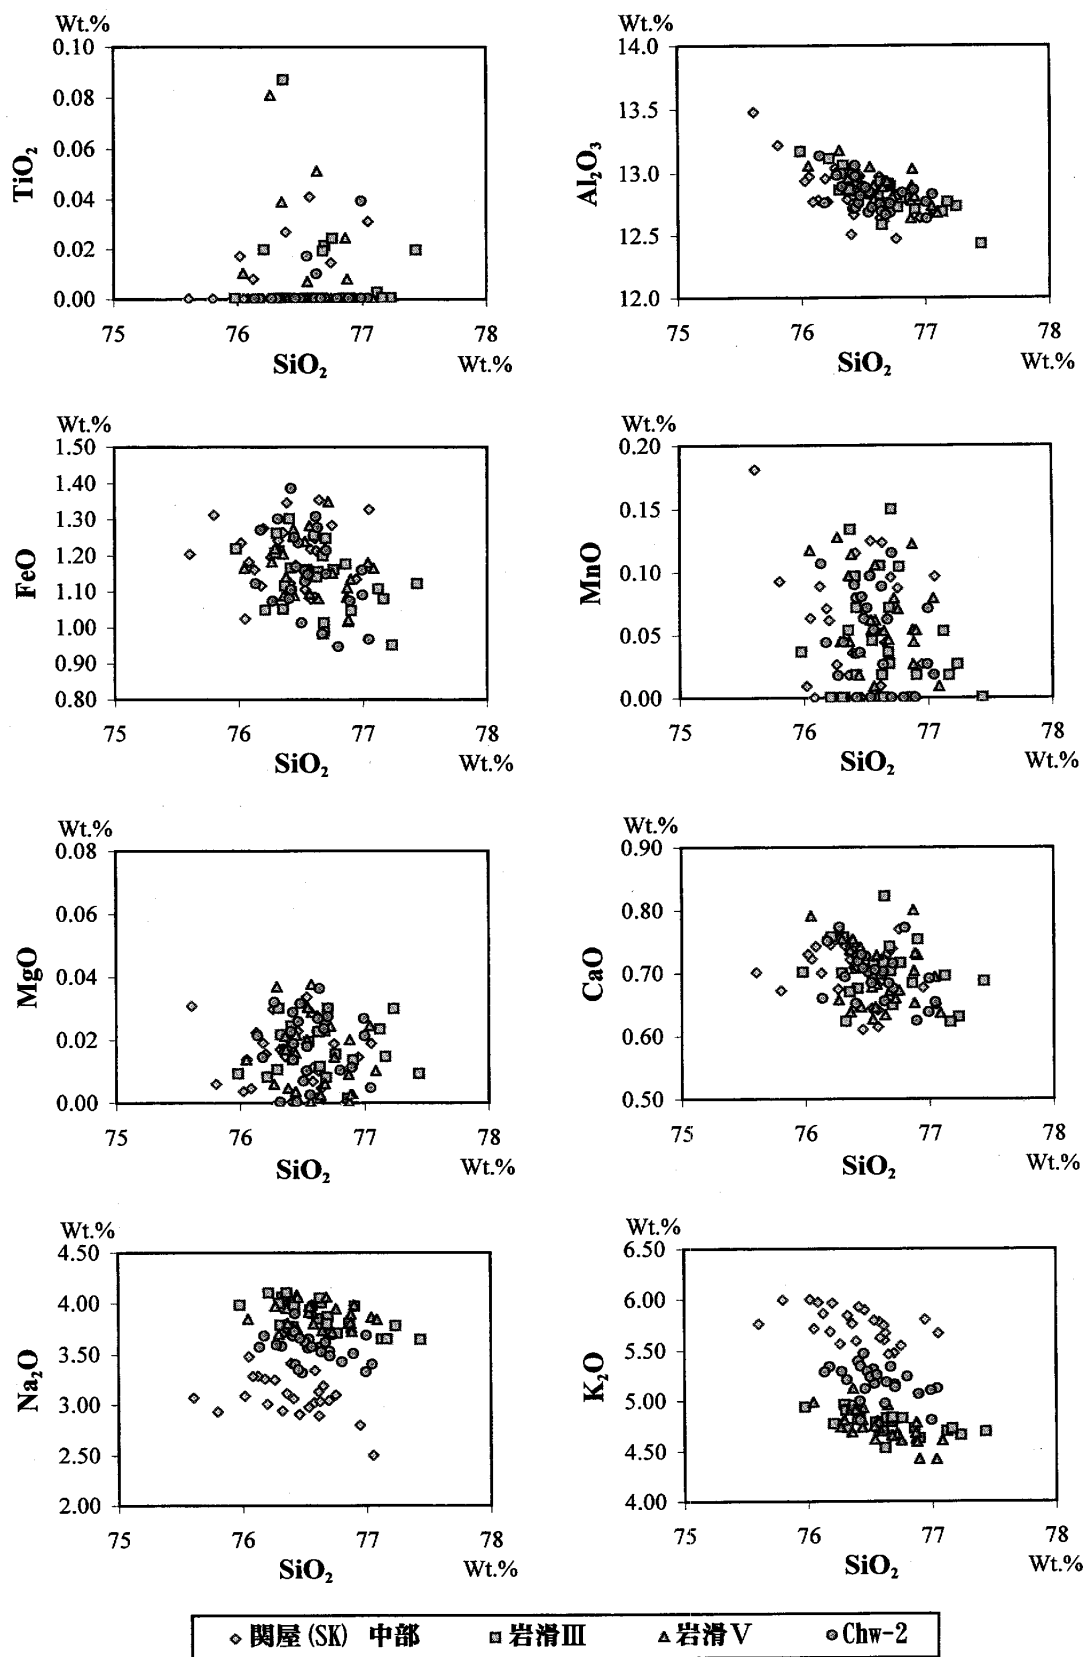 Wt.%
0.10
0.08
0.06
0.04
0.02
0.00
TiO₂
75 76 77 78
SiO₂
Wt.%
Wt.%
14.0
13.5
13.0
12.5
12.0
Al₂O₃
75 76 77 78
SiO₂
Wt.%
Wt.%
1.50
1.40
1.30
1.20
1.10
1.00
0.90
0.80
FeO
75 76 77 78
SiO₂
Wt.%
Wt.%
0.20
0.15
0.10
0.05
0.00
MnO
75 76 77 78
SiO₂
Wt.%
Wt.%
0.08
0.06
0.04
0.02
0.00
MgO
75 76 77 78
SiO₂
Wt.%
Wt.%
0.90
0.80
0.70
0.60
0.50
CaO
75 76 77 78
SiO₂
Wt.%
Wt.%
4.50
4.00
3.50
3.00
2.50
2.00
Na₂O
75 76 77 78
SiO₂
Wt.%
Wt.%
6.50
6.00
5.50
5.00
4.50
4.00
K₂O
75 76 77 78
SiO₂
Wt.%
関屋(SK) 中部 岩滑III 岩滑V Chw-2